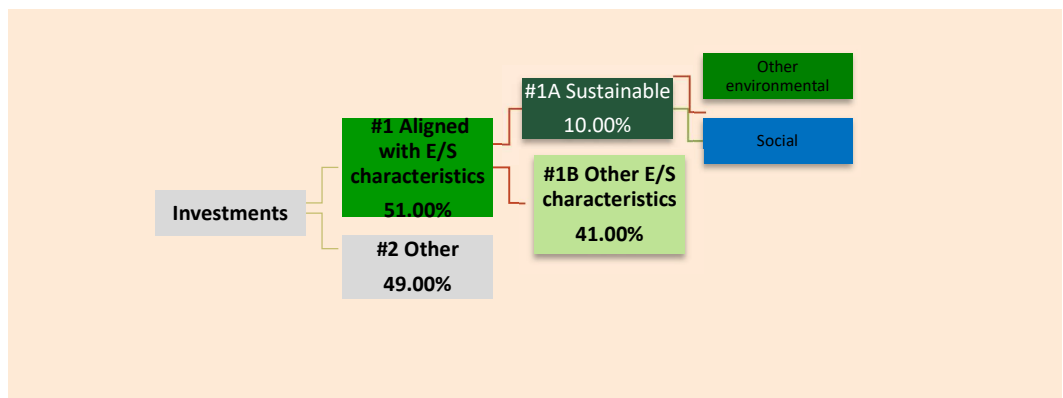 Investments
#1 Aligned
with E/S
characteristics
51.00%
#2 Other
49.00%
#1A Sustainable
10.00%
#1B Other E/S
characteristics
41.00%
Other
environmental
Social